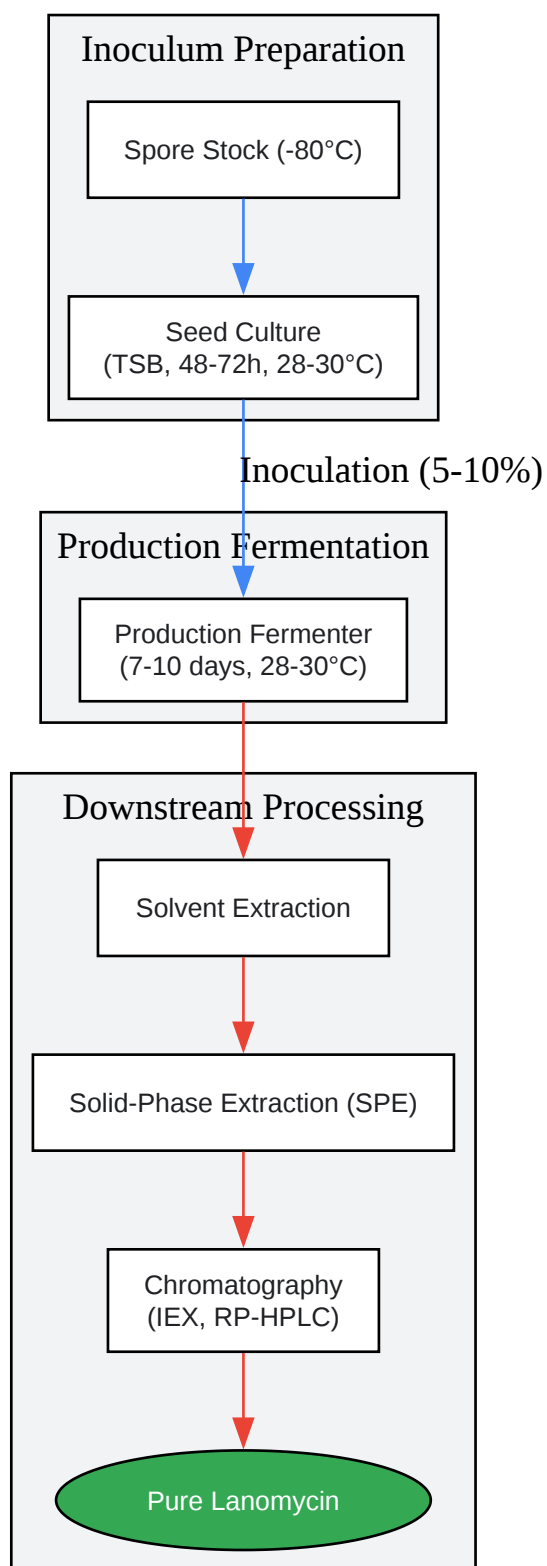 Inoculum Preparation
Spore Stock (-80°C)
Seed Culture
(TSB, 48-72h, 28-30°C)
Inoculation (5-10%)
Production Fermentation
Production Fermenter
(7-10 days, 28-30°C)
Downstream Processing
Solvent Extraction
Solid-Phase Extraction (SPE)
Chromatography
(IEX, RP-HPLC)
Pure Lanomycin